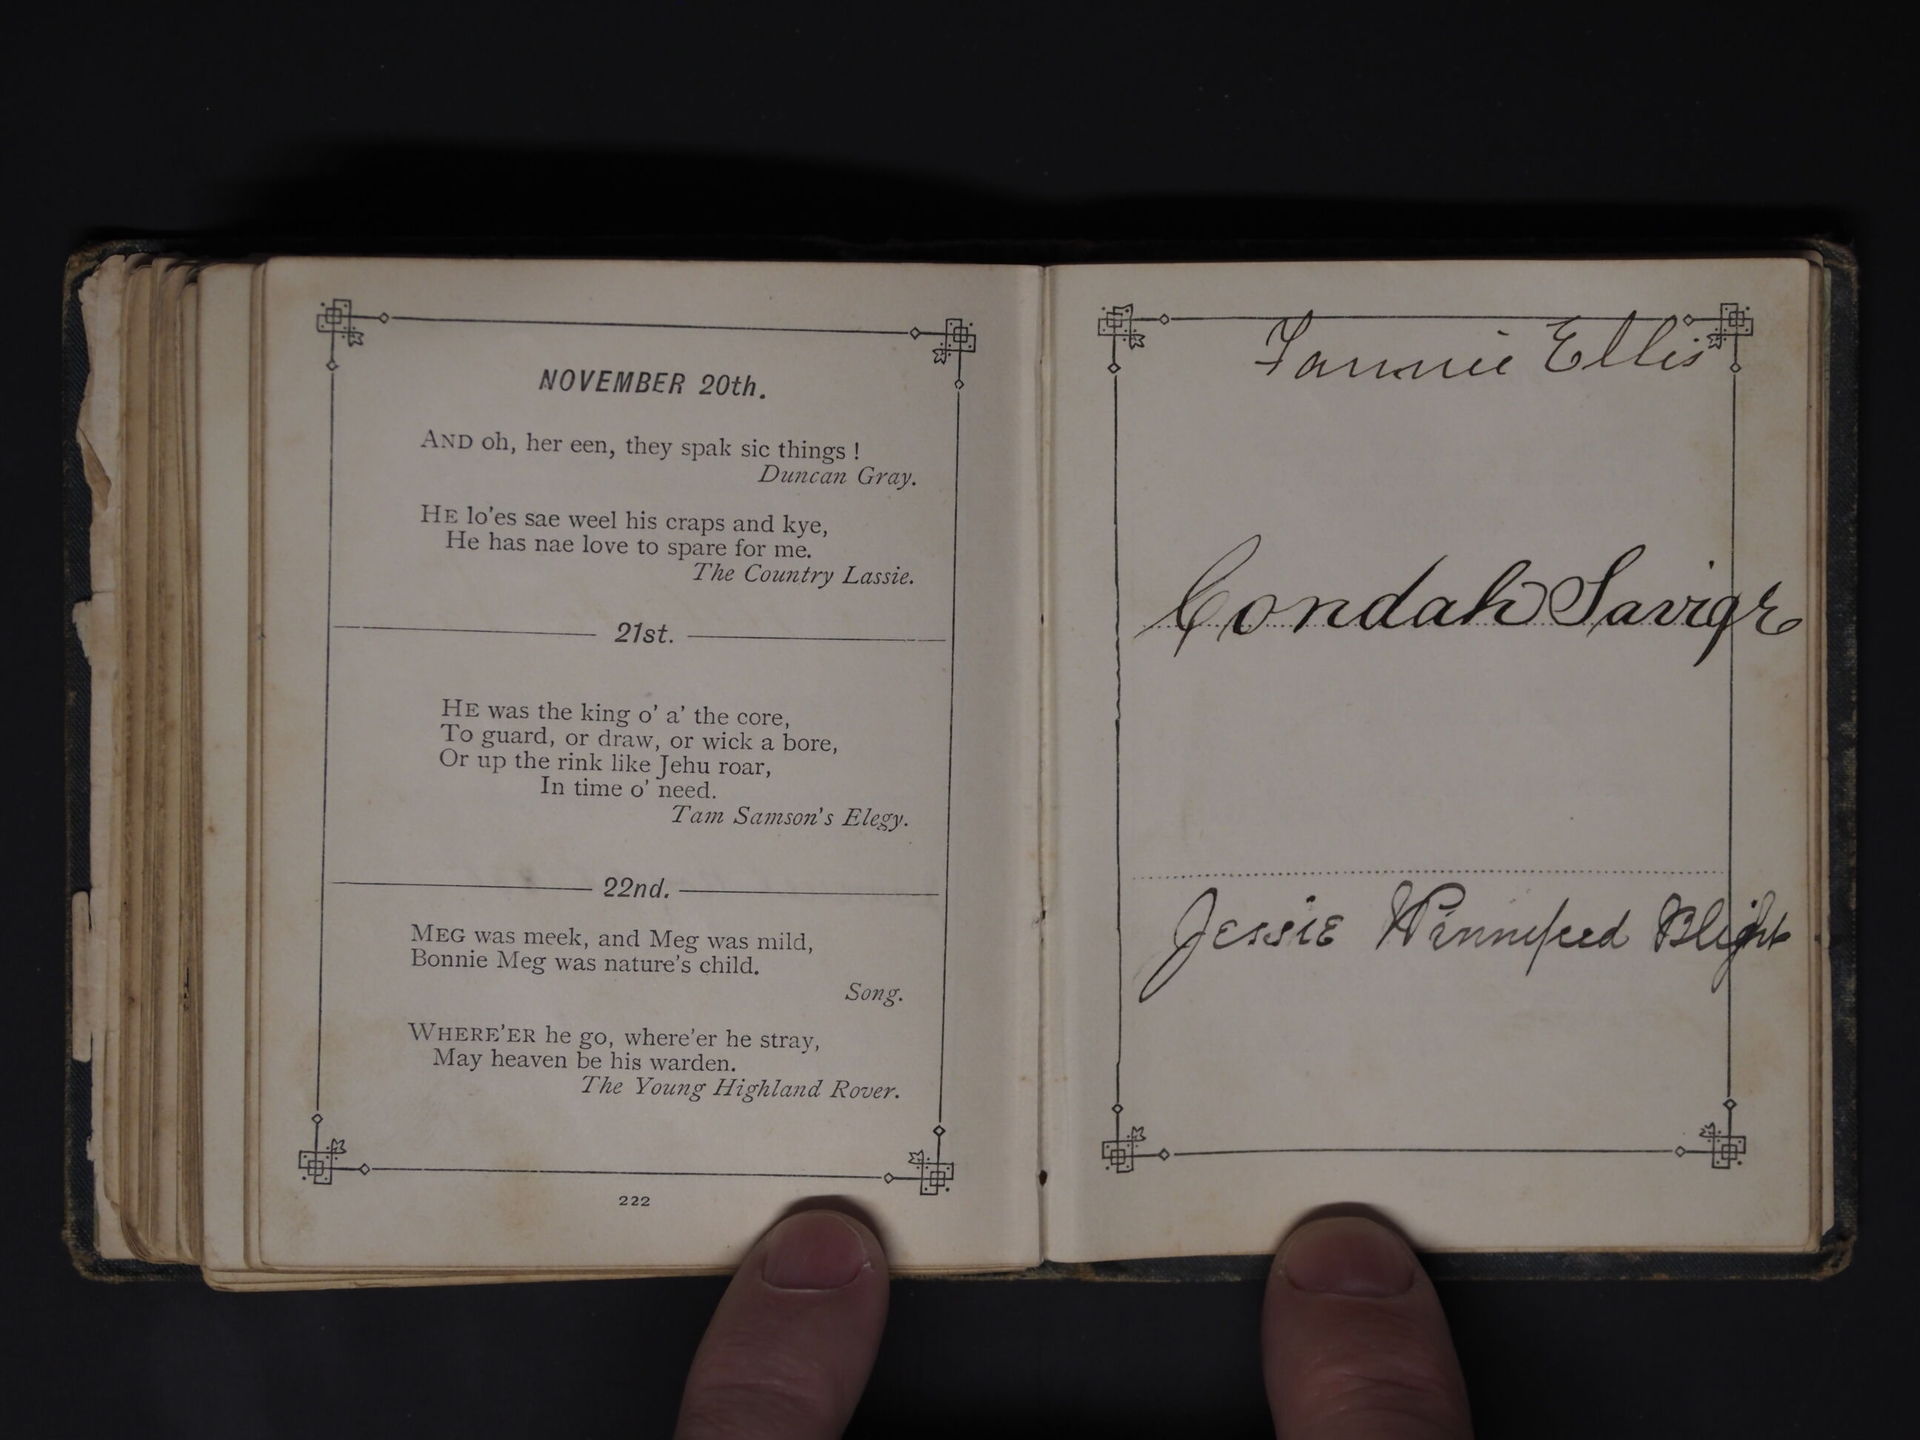 NOVEMBER 20th.
AND oh, her een, they spak sic things !
Duncan Gray.
HE lo'es sae weel his craps and kye,
He has nae love to spare for me.
The Country Lassie.
21st.
HE was the king o' a' the core,
To guard, or draw, or wick a bore,
Or up the rink like Jehu roar,
In time o' need.
Tam Samson's Elegy.
22nd.
MEG was meek, and Meg was mild,
Bonnie Meg was nature's child.
Song.
WHERE'ER he go, where'er he stray,
May heaven be his warden.
The Young Highland Rover.
222
Fannie Ellis
Condah Savige
Jessie Winnifred Blight